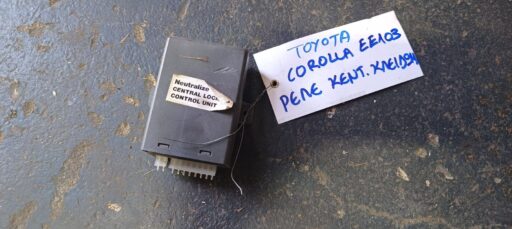 Neutralize
CENTRAL LOCK
CONTROL UNIT
TOYOTA
COROLLA EE103
ΡΕΛΕ ΚΕΝΤ. ΚΛΕΙΔΩΜ